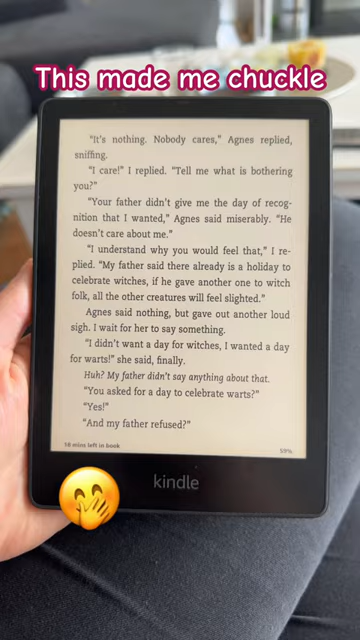 This made me chuckle
“It’s nothing. Nobody cares,” Agnes replied,
sniffing.
“I care!” I replied. “Tell me what is bothering
you?”
“Your father didn’t give me the day of recog-
nition that I wanted,” Agnes said miserably. “He
doesn’t care about me.”
“I understand why you would feel that,” I re-
plied. “My father said there already is a holiday to
celebrate witches, if he gave another one to witch
folk, all the other creatures will feel slighted.”
Agnes said nothing, but gave out another loud
sigh. I wait for her to say something.
“I didn’t want a day for witches, I wanted a day
for warts!” she said, finally.
Huh? My father didn’t say anything about that.
“You asked for a day to celebrate warts?”
“Yes!”
“And my father refused?”
18 mins left in book 59%
kindle